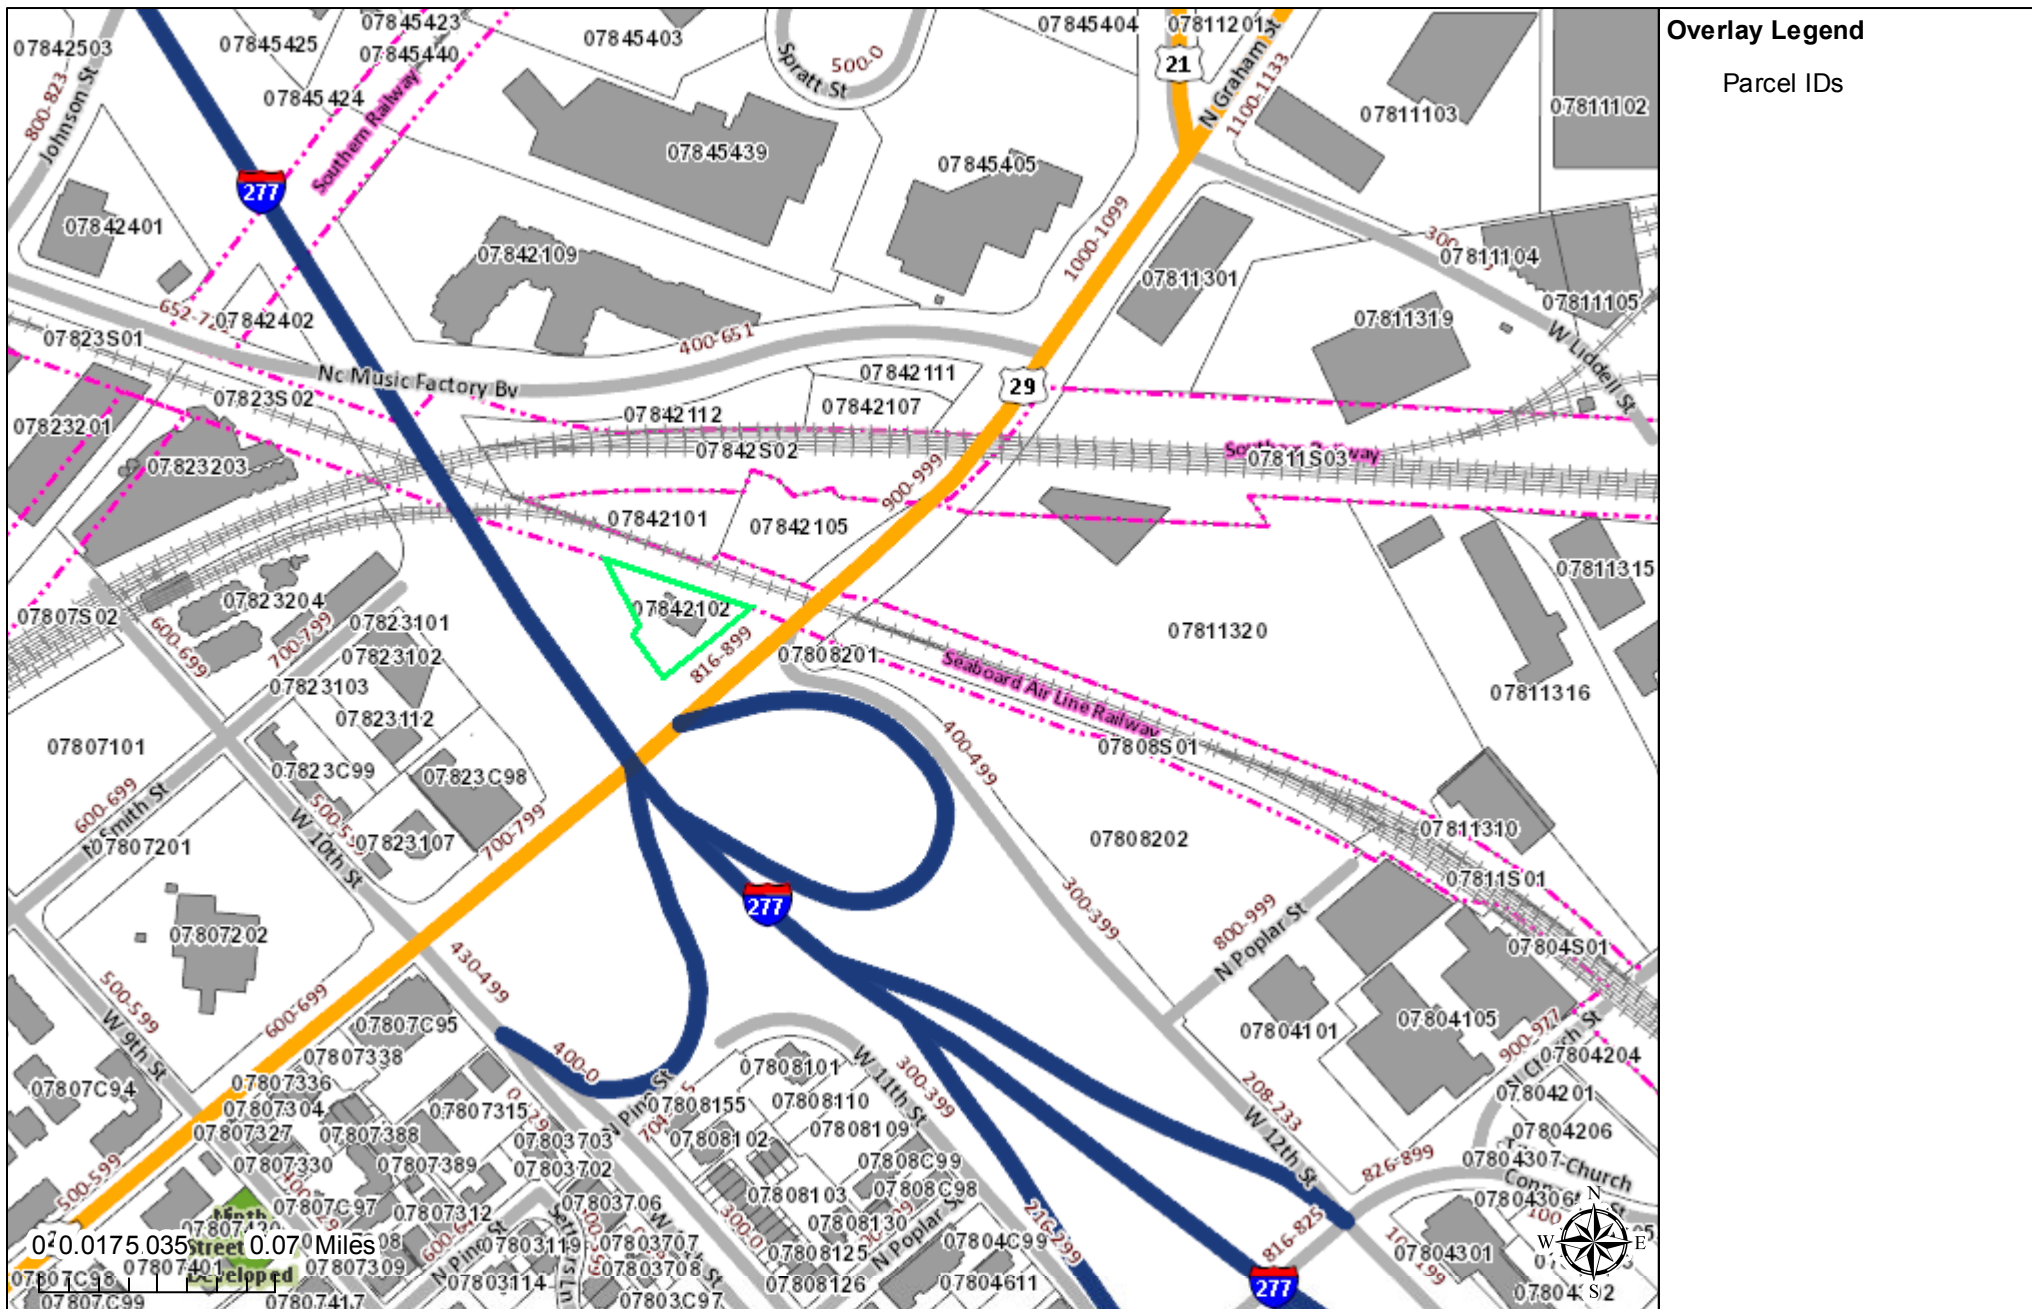 Overlay Legend
Parcel IDs
07842503
07845425
07845423
07845440
07845403
07845404
07811201
500-0
Spratt St
21
N Graham St
1100-1133
800-823
Johnson St
07845424
Southern Railway
07811103
07811102
07845439
07845405
277
07842401
07842109
1000-1099
07811301
07811104
07811105
07842402
07823S01
400-651
07811319
W Liddell St
Nc Music Factory Bv
07842111
29
07823S02
07842107
07842112
07823201
07823203
07842S02
07811S03
900-999
07842101
07842105
07811315
07823204
07842102
07807S02
07823101
600-699
700-799
07823102
816-899
07808201
07811320
07823103
Seaboard Air Line Railway
07811316
07823112
07807101
07808S01
400-499
07823C99
07823C98
600-699
W 10th St
07823107
700-799
07808202
07811310
07807201
07811S01
277
300-399
800-999
N Poplar St
07807202
07804S01
430-499
500-599
600-699
W 9th St
07807C95
07804101
07804105
900-977
N Church St
07807338
400-0
W 11th St
300-399
07808101
07804204
07807C94
07807336
07807304
07807315
07808155
07808110
208-233
07804201
07807327
07807388
07803703
07808102
07808109
W 12th St
07804206
07807330
07807389
07803702
07808C99
826-899
07804307
500-599
07807C97
07807312
07803706
07808103
07808C98
07804306
N Pine St
300-0
07808130
N Poplar St
216-299
816-825
07803119
07803707
07808125
07804C99
07804301
0.0175
.035
0.07 Miles
07807401
07807309
07803114
07803708
07808126
07804611
277
07807C98
07807C99
07807417
07803C97
N
W
E
S